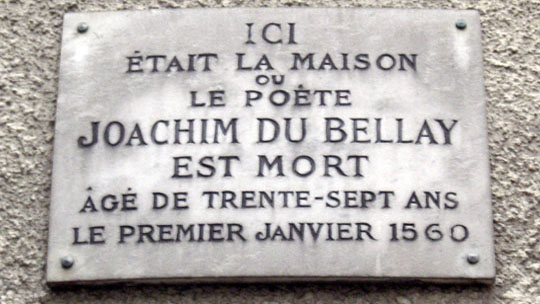 ICI
ÉTAIT LA MAISON
OU
LE POÈTE
JOACHIM DU BELLAY
EST MORT
ÂGÉ DE TRENTE-SEPT ANS
LE PREMIER JANVIER 1560